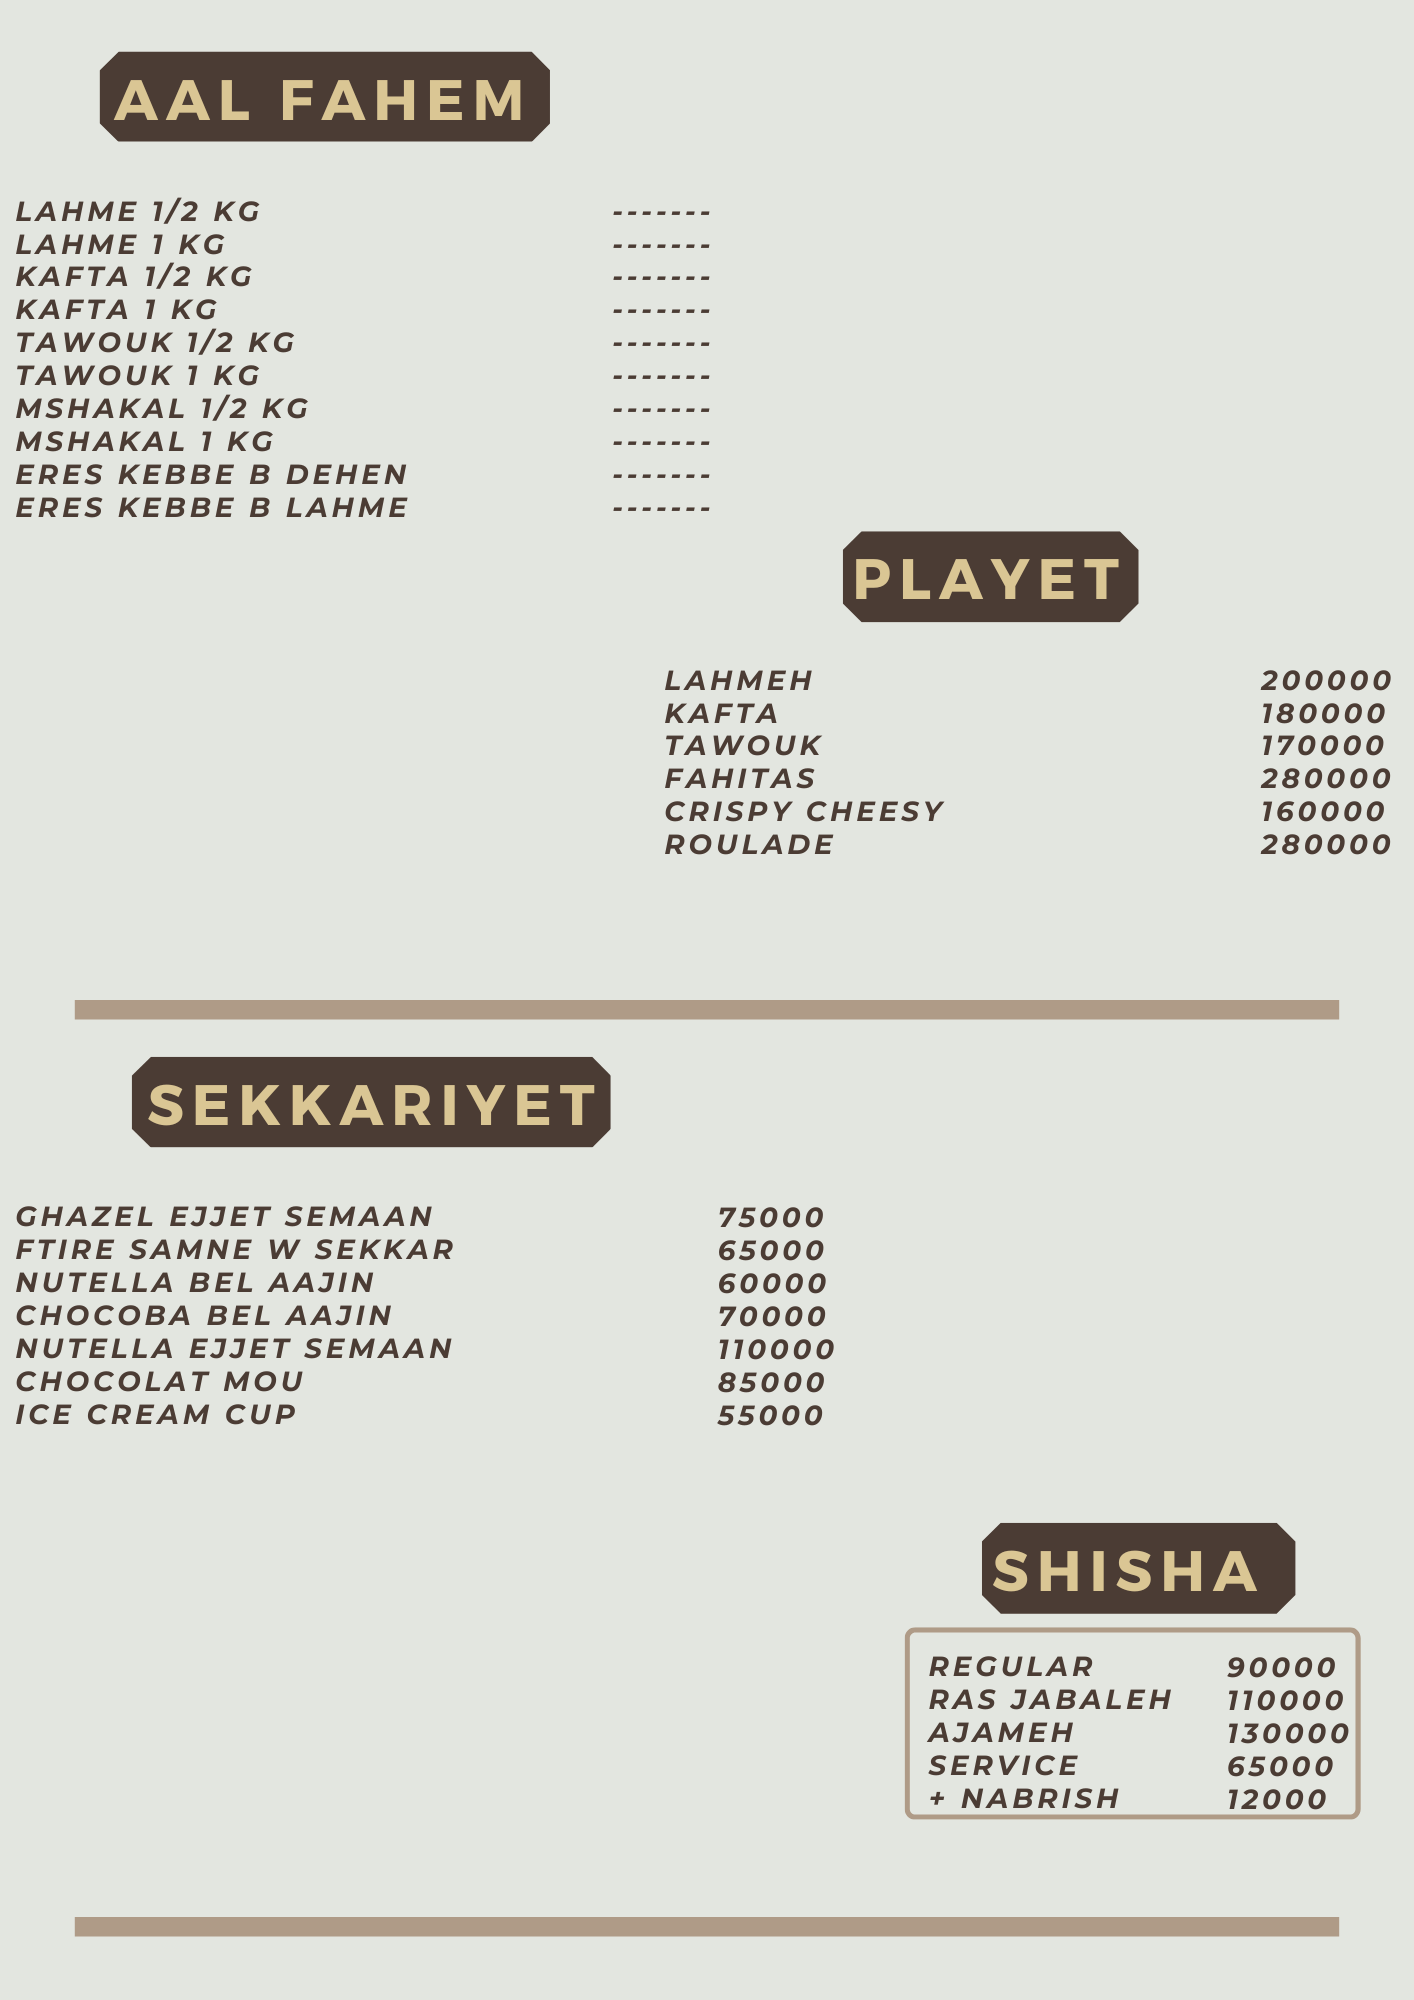 AAL FAHEM
LAHME 1/2 KG -------
LAHME 1 KG -------
KAFTA 1/2 KG -------
KAFTA 1 KG -------
TAWOUK 1/2 KG -------
TAWOUK 1 KG -------
MSHAKAL 1/2 KG -------
MSHAKAL 1 KG -------
ERES KEBBE B DEHEN -------
ERES KEBBE B LAHME -------
PLAYET
LAHMEH 200000
KAFTA 180000
TAWOUK 170000
FAHITAS 280000
CRISPY CHEESY 160000
ROULADE 280000
SEKKARIYET
GHAZEL EJJET SEMAAN 75000
FTIRE SAMNE W SEKKAR 65000
NUTELLA BEL AAJIN 60000
CHOCOBA BEL AAJIN 70000
NUTELLA EJJET SEMAAN 110000
CHOCOLAT MOU 85000
ICE CREAM CUP 55000
SHISHA
REGULAR 90000
RAS JABALEH 110000
AJAMEH 130000
SERVICE 65000
+ NABRISH 12000